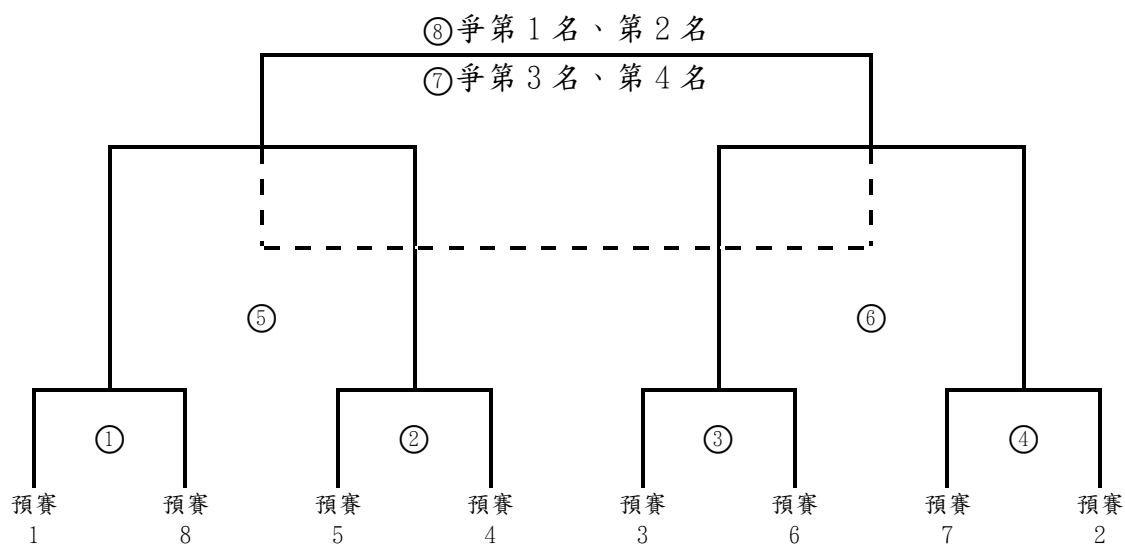 ⑧爭第1名、第2名
⑦爭第3名、第4名
⑤ ⑥
① ② ③ ④
預賽 預賽 預賽 預賽 預賽 預賽 預賽 預賽
1 8 5 4 3 6 7 2